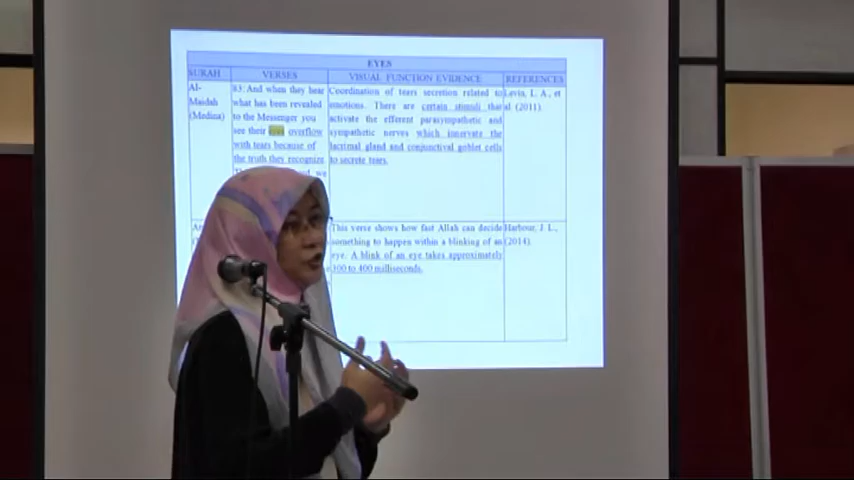 EYES
SURAH VERSES VISUAL FUNCTION EVIDENCE REFERENCES
Al-
Maidah
(Medina)
83: And when they hear
what has been revealed
to the Messenger you
see their eyes overflow
with tears because of
the truth they recognize.
we
Coordination of tears secretion related to
emotions. There are certain stimuli that
activate the efferent parasympathetic and
sympathetic nerves which innervate the
lacrimal gland and conjunctival goblet cells
to secrete tears.
Levin, L. A., et
al. (2011).
This verse shows how fast Allah can decide
something to happen within a blinking of an
eye. A blink of an eye takes approximately
300 to 400 milliseconds.
Harbour, J. L.,
(2014).